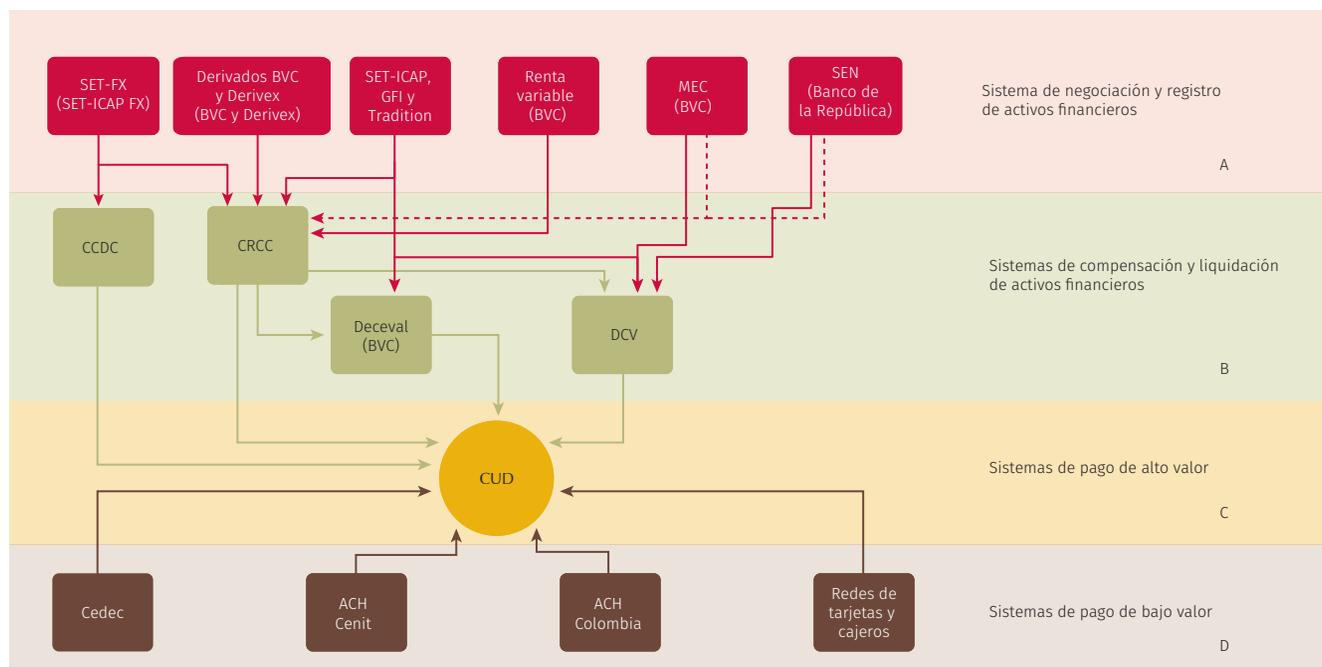 SET-FX
(SET-ICAP FX)
Derivados BVC
y Derivex
(BVC y Derivex)
SET-ICAP,
GFI y
Tradition
Renta
variable
(BVC)
MEC
(BVC)
SEN
(Banco de
la República)
Sistema de negociación y registro
de activos financieros
A
CCDC
CRCC
Sistemas de compensación y liquidación
de activos financieros
Deceval
(BVC)
DCV
B
CUD
Sistemas de pago de alto valor
C
Cedec
ACH
Cenit
ACH
Colombia
Redes de
tarjetas y
cajeros
Sistemas de pago de bajo valor
D